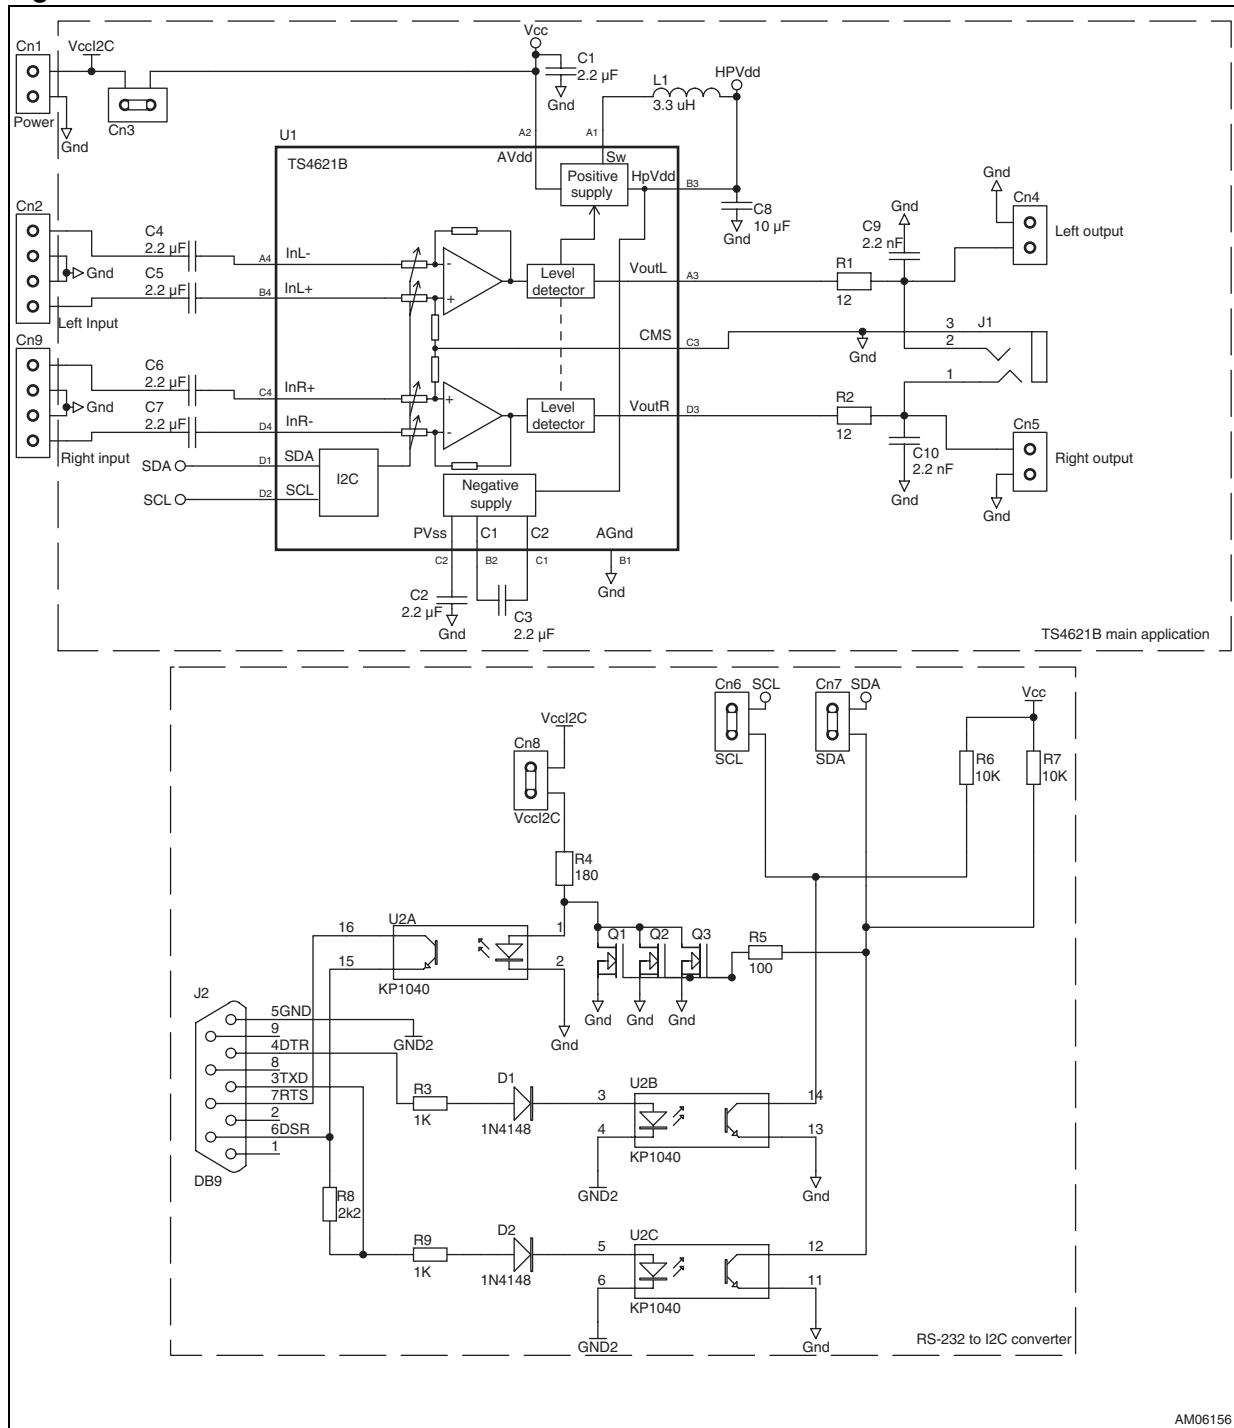 Cn1
VccI2C
Power
Gnd
Cn3
Vcc
C1
2.2 µF
Gnd
L1
3.3 uH
HPVdd
U1
A2
A1
TS4621B
AVdd
Sw
Positive
supply
HpVdd
B3
C8
10 µF
Gnd
Cn2
C4
2.2 µF
A4
InL-
Gnd
C5
2.2 µF
B4
InL+
Left Input
-
+
Level
detector
VoutL
A3
R1
12
Gnd
C9
2.2 nF
Gnd
Cn4
Left output
CMS
C3
Gnd
3
2
1
J1
Cn9
C6
2.2 µF
C4
InR+
Gnd
C7
2.2 µF
D4
InR-
Right input
+
-
Level
detector
VoutR
D3
R2
12
C10
2.2 nF
Gnd
Cn5
Right output
Gnd
SDA
D1
SDA
SCL
D2
SCL
I2C
Negative
supply
PVss
C1
C2
AGnd
C2
B2
C1
B1
Gnd
C2
2.2 µF
Gnd
C3
2.2 µF
TS4621B main application
Cn6
SCL
SCL
Cn7
SDA
SDA
Vcc
R6
10K
R7
10K
VccI2C
Cn8
VccI2C
R4
180
U2A
16
15
1
2
KP1040
Gnd
Q1
Q2
Q3
Gnd
Gnd
Gnd
R5
100
J2
5GND
9
4DTR
8
3TXD
7RTS
2
6DSR
1
DB9
GND2
R3
1K
D1
1N4148
U2B
3
4
14
13
KP1040
GND2
Gnd
R8
2k2
R9
1K
D2
1N4148
U2C
5
6
12
11
KP1040
GND2
Gnd
RS-232 to I2C converter
AM06156